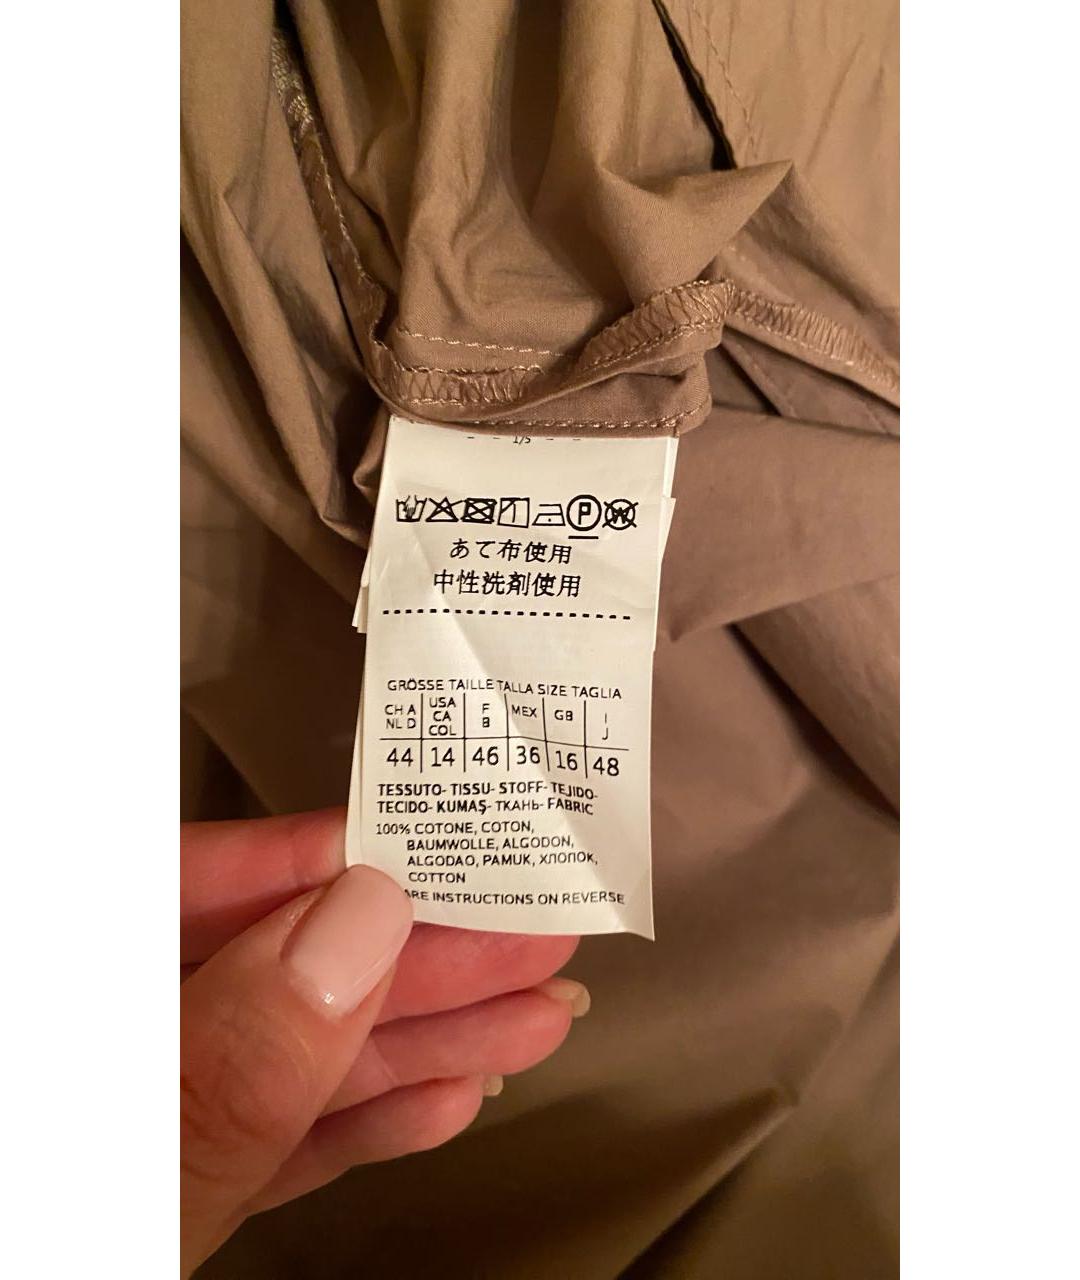 1/5
P W
あて布使用
中性洗剤使用
GRÖSSE TAILLE TALLA SIZE TAGLIA
CH A NL D USA CA COL F B MEX GB I J
44 14 46 36 16 48
TESSUTO- TISSU- STOFF- TEJIDO-
TECIDO- KUMAŞ- ТКАНЬ- FABRIC
100% COTONE, COTON,
BAUMWOLLE, ALGODON,
ALGODAO, PAMUK, ХЛОПОК,
COTTON
ARE INSTRUCTIONS ON REVERSE